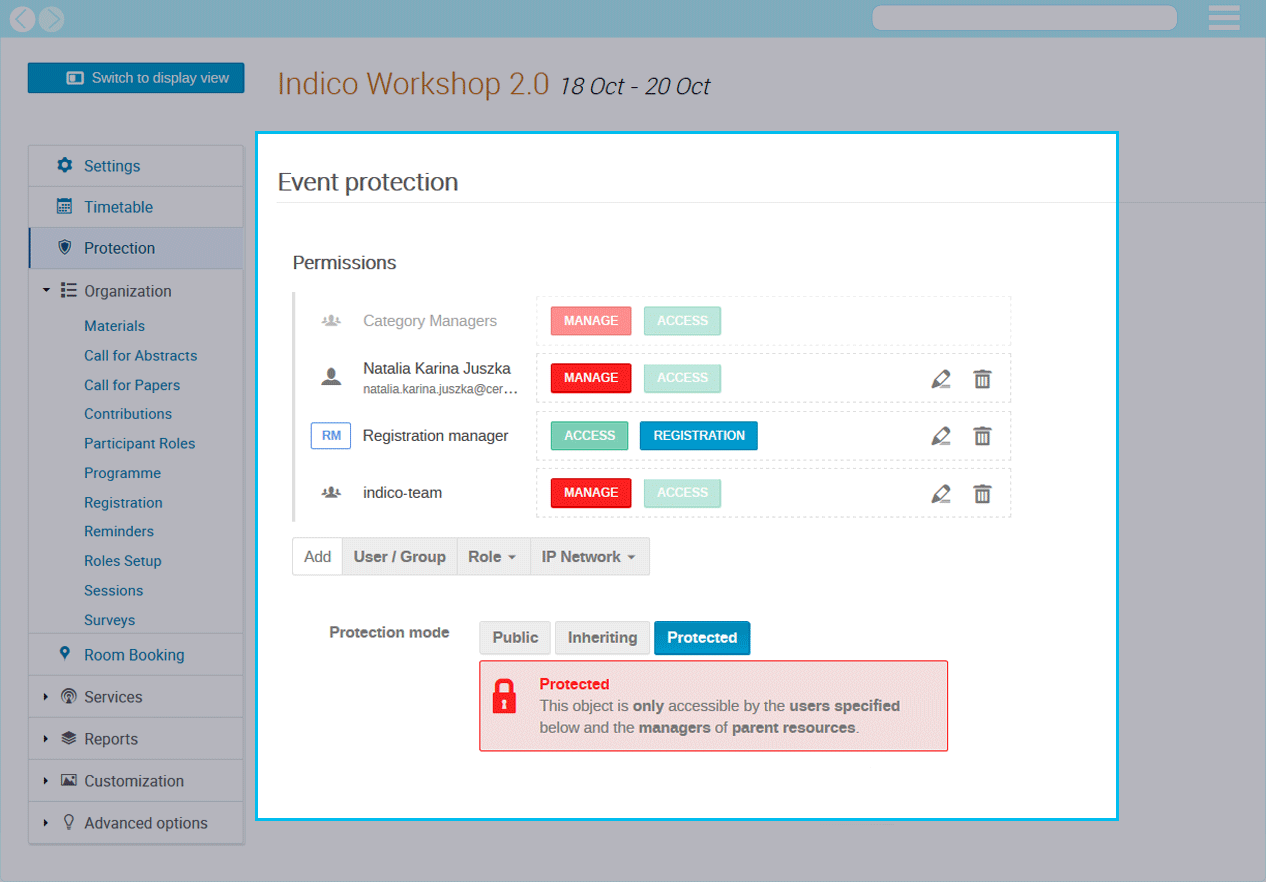 Switch to display view
Indico Workshop 2.0 18 Oct - 20 Oct
Settings
Timetable
Protection
Organization
Materials
Call for Abstracts
Call for Papers
Contributions
Participant Roles
Programme
Registration
Reminders
Roles Setup
Sessions
Surveys
Room Booking
Services
Reports
Customization
Advanced options
Event protection
Permissions
Category Managers MANAGE ACCESS
Natalia Karina Juszka MANAGE ACCESS
natalia.karina.juszka@cer...
RM Registration manager ACCESS REGISTRATION
indico-team MANAGE ACCESS
Add User / Group Role IP Network
Protection mode Public Inheriting Protected
Protected
This object is only accessible by the users specified
below and the managers of parent resources.